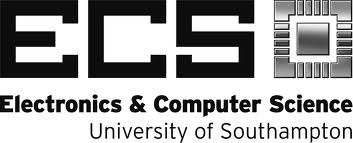 ECS
Electronics & Computer Science
University of Southampton